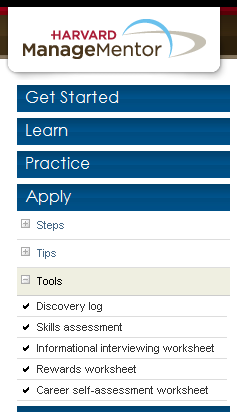 HARVARD
ManageMentor
Get Started
Learn
Practice
Apply
Steps
Tips
Tools
Discovery log
Skills assessment
Informational interviewing worksheet
Rewards worksheet
Career self-assessment worksheet